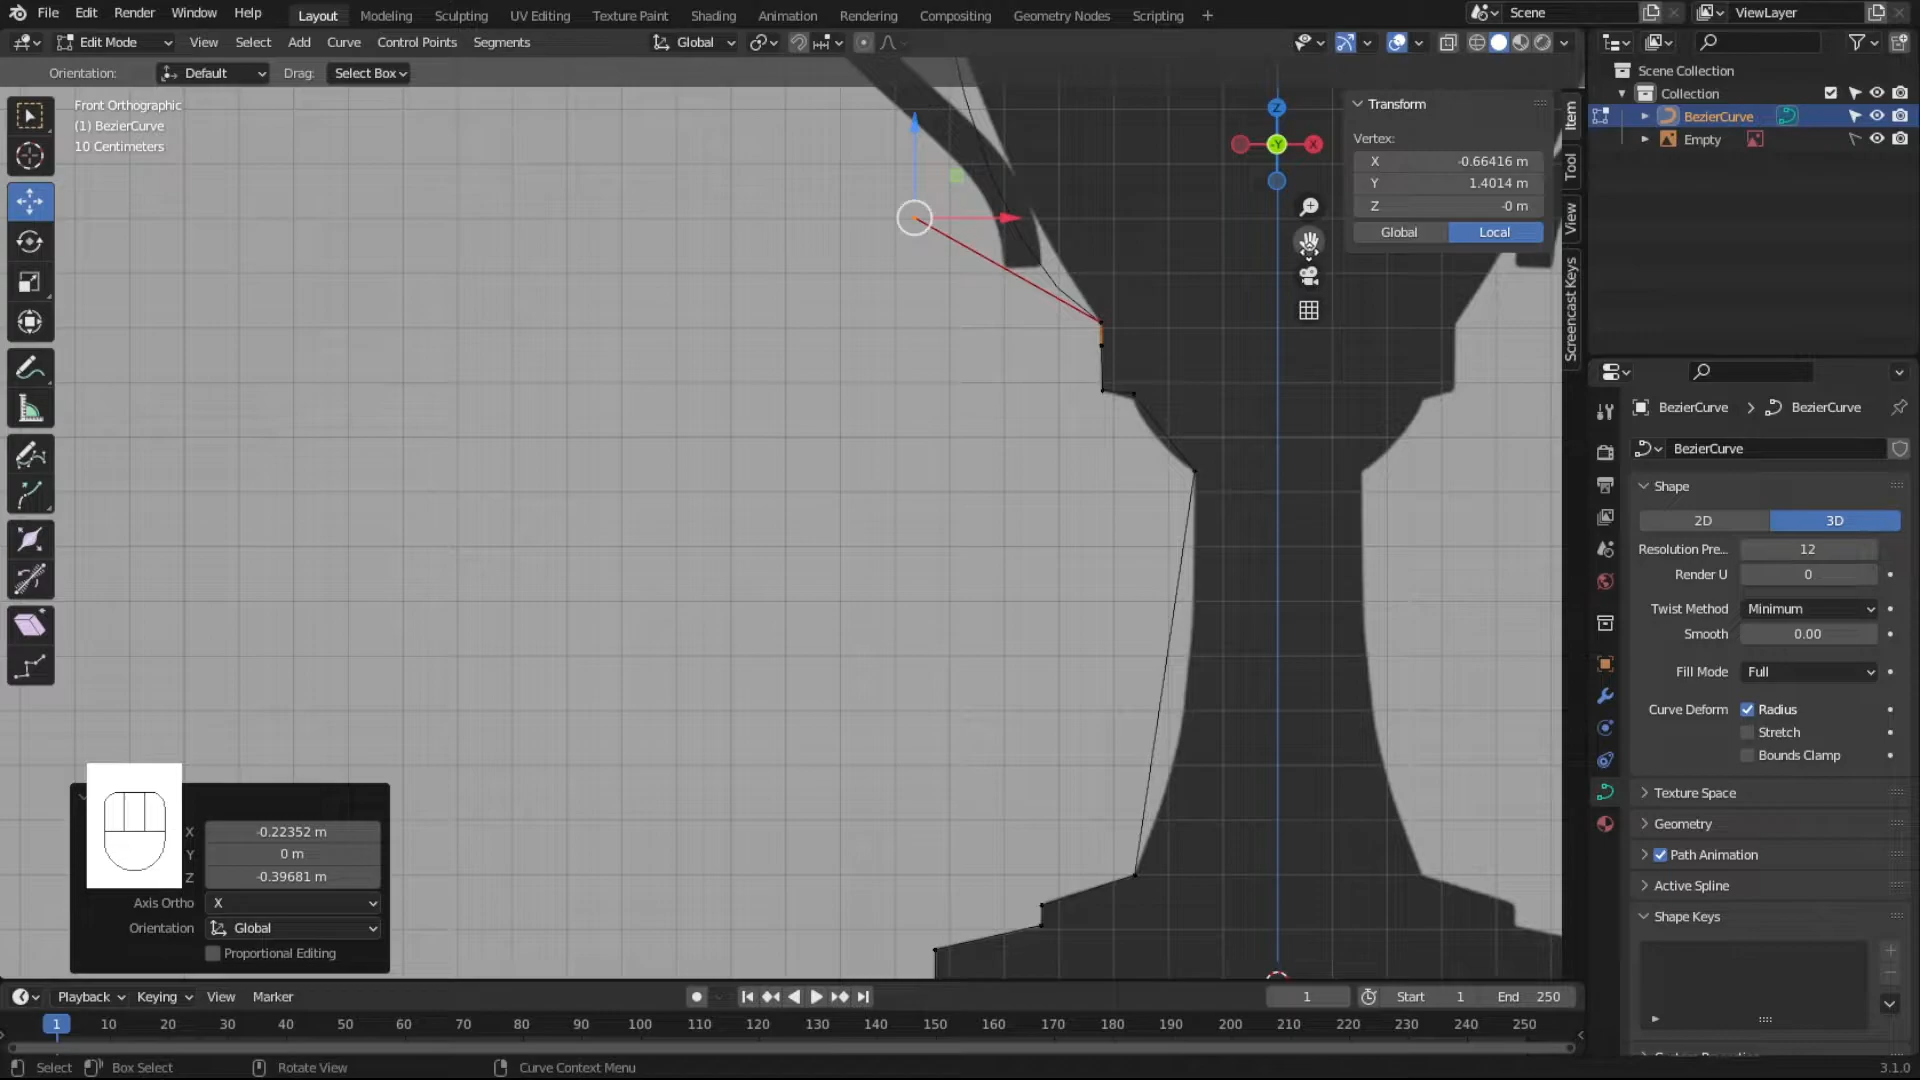 File Edit Render Window Help Layout Modeling Sculpting UV Editing Texture Paint Shading Animation Rendering Compositing Geometry Nodes Scripting + Scene ViewLayer
Edit Mode View Select Add Curve Control Points Segments Global
Orientation: Default Drag: Select Box
Front Orthographic
(1) BezierCurve
10 Centimeters
Z
-Y
X
Transform
Vertex:
X -0.66416 m
Y 1.4014 m
Z -0 m
Global Local
Item
Tool
View
Screencast Keys
Scene Collection
Collection
BezierCurve
Empty
BezierCurve > BezierCurve
BezierCurve
Shape
2D 3D
Resolution Pre... 12
Render U 0
Twist Method Minimum
Smooth 0.00
Fill Mode Full
Curve Deform Radius
Stretch
Bounds Clamp
Texture Space
Geometry
Path Animation
Active Spline
Shape Keys
X -0.22352 m
Y 0 m
Z -0.39681 m
Axis Ortho X
Orientation Global
Proportional Editing
Playback Keying View Marker 1 Start 1 End 250
1 10 20 30 40 50 60 70 80 90 100 110 120 130 140 150 160 170 180 190 200 210 220 230 240 250
Select Box Select Rotate View Curve Context Menu 3.1.0